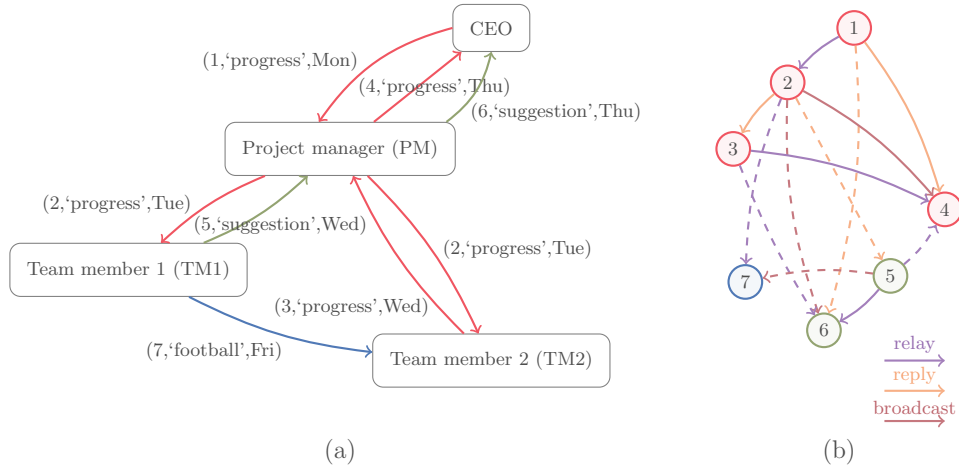 CEO
(1,‘progress’,Mon)
(4,‘progress’,Thu)
(6,‘suggestion’,Thu)
Project manager (PM)
(2,‘progress’,Tue)
(5,‘suggestion’,Wed)
(2,‘progress’,Tue)
Team member 1 (TM1)
(3,‘progress’,Wed)
(7,‘football’,Fri)
Team member 2 (TM2)
(a)
1
2
3
4
5
7
6
relay
reply
broadcast
(b)